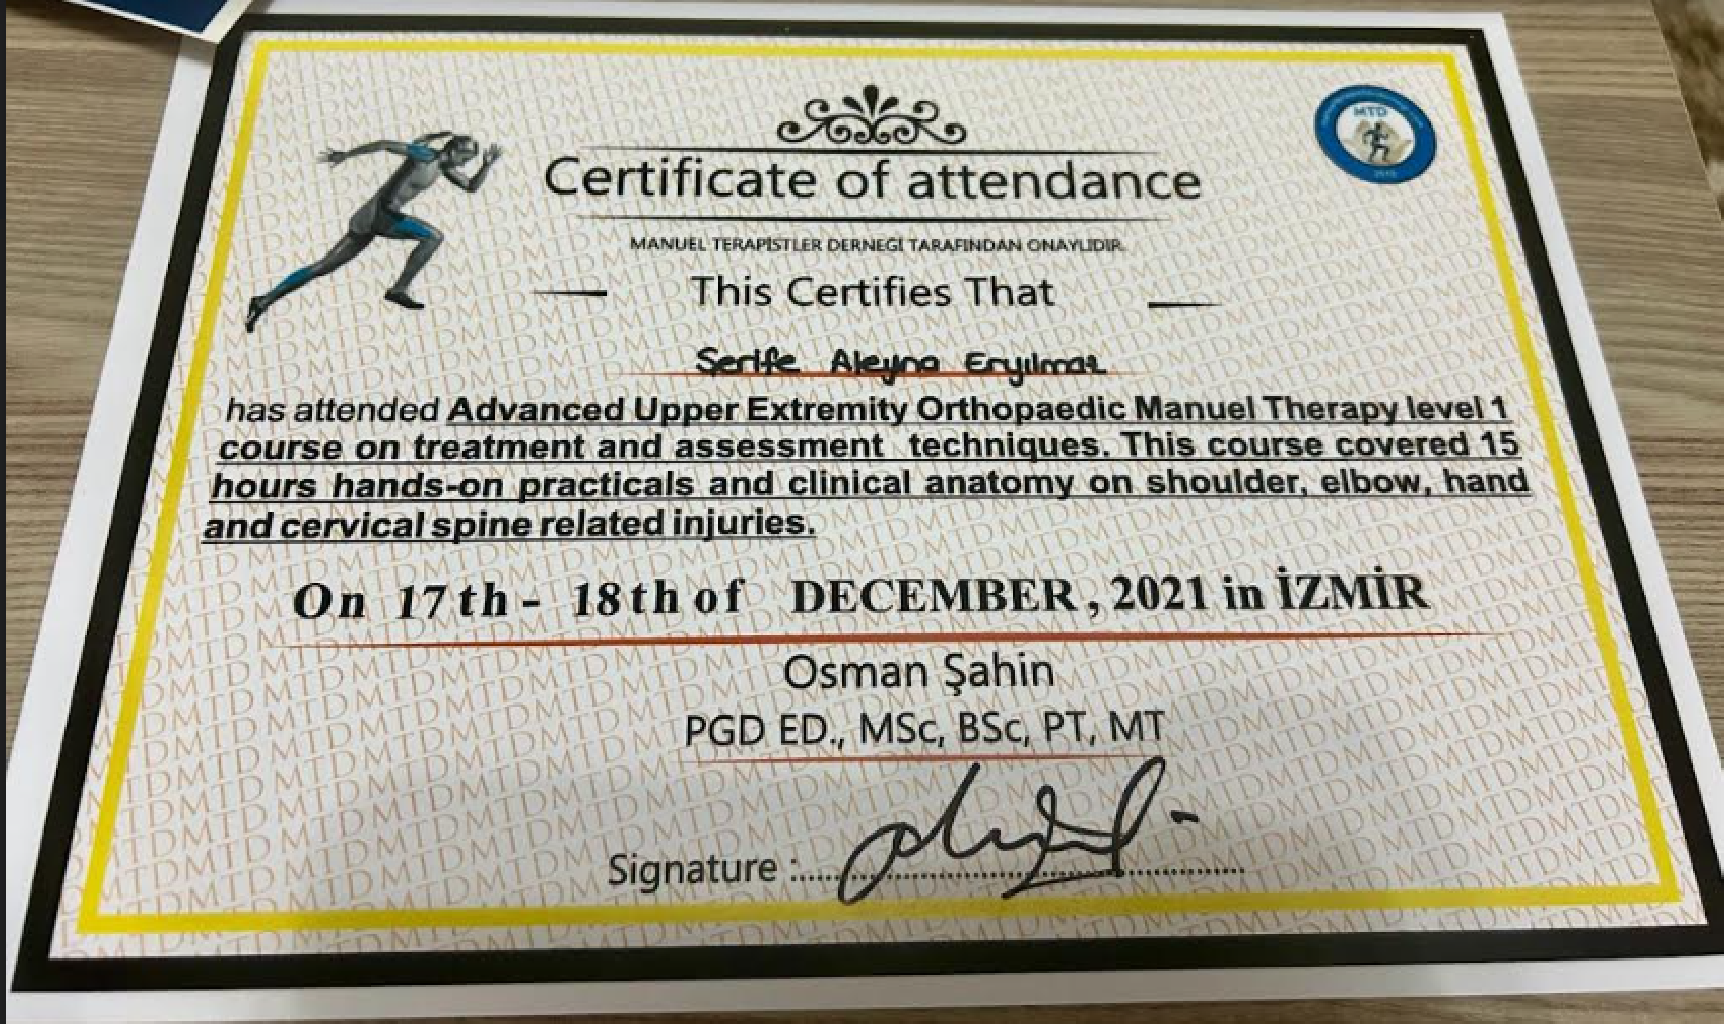 MTD
Certificate of attendance
MANUEL TERAPİSTLER DERNEGİ TARAFINDAN ONAYLIDIR.
This Certifies That
Serife Aleyna Eryılmaz
has attended Advanced Upper Extremity Orthopaedic Manuel Therapy level 1
course on treatment and assessment techniques. This course covered 15
hours hands-on practicals and clinical anatomy on shoulder, elbow, hand
and cervical spine related injuries.
On 17th - 18th of DECEMBER, 2021 in İZMİR
Osman Şahin
PGD ED., MSc, BSc, PT, MT
Signature :